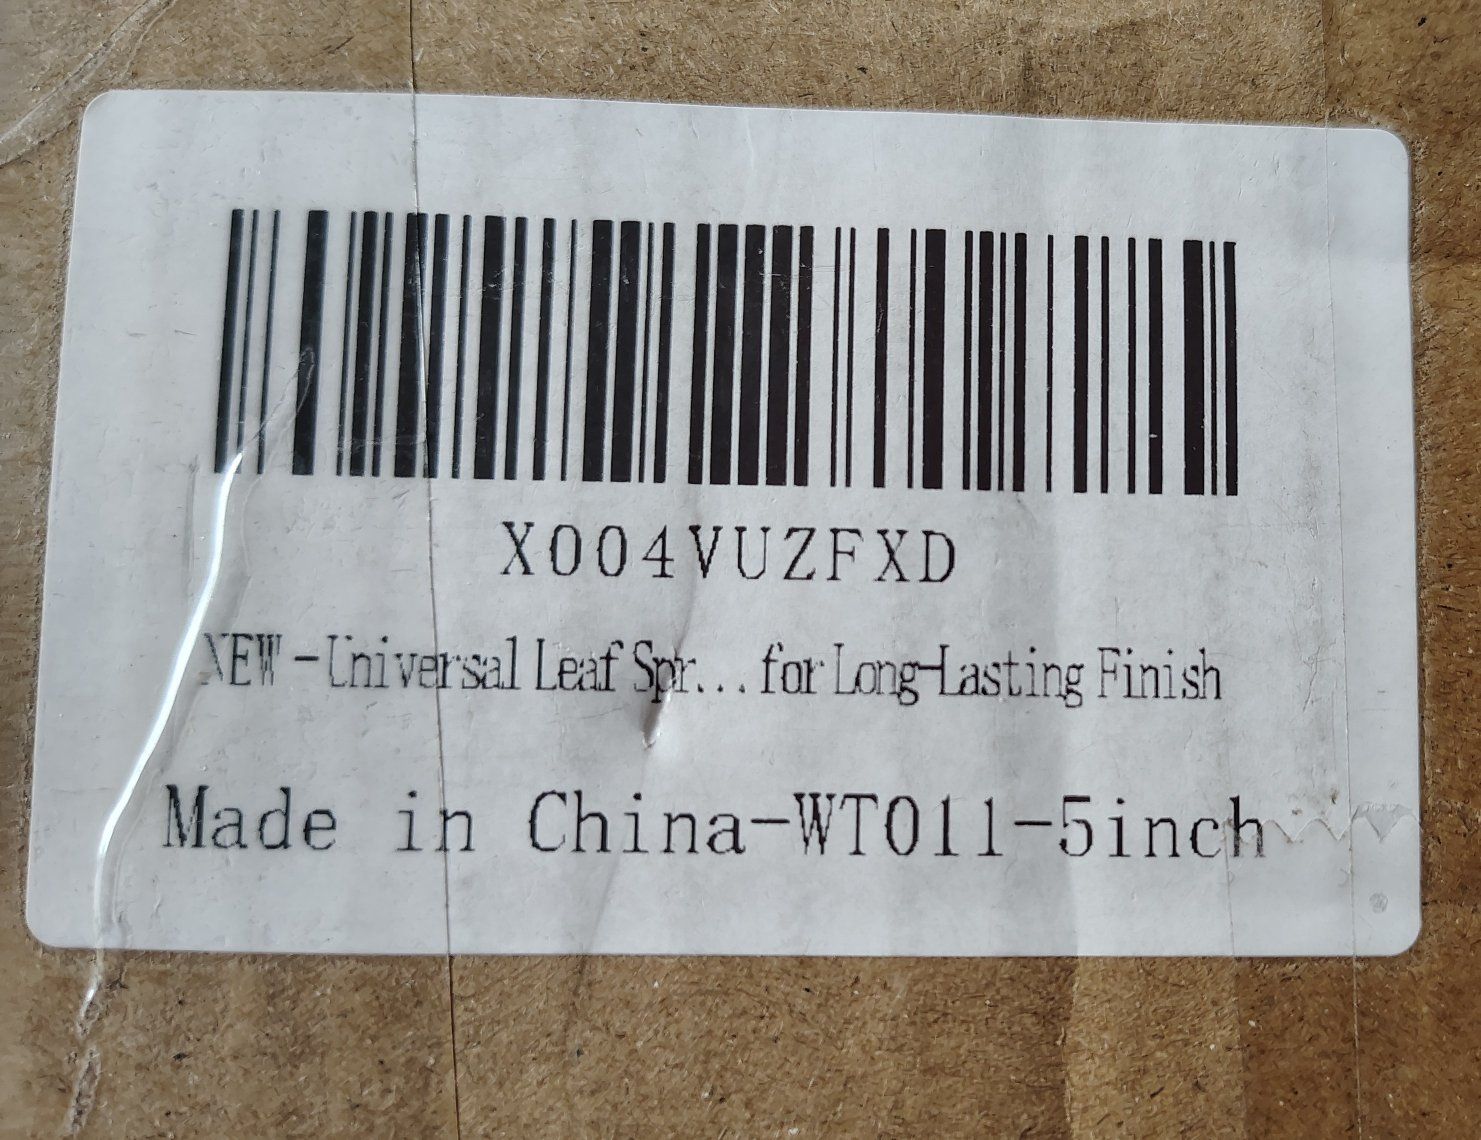 X004VUZFXD
NEW -Universal Leaf Spr... for Long-Lasting Finish
Made in China-WT011-5inch